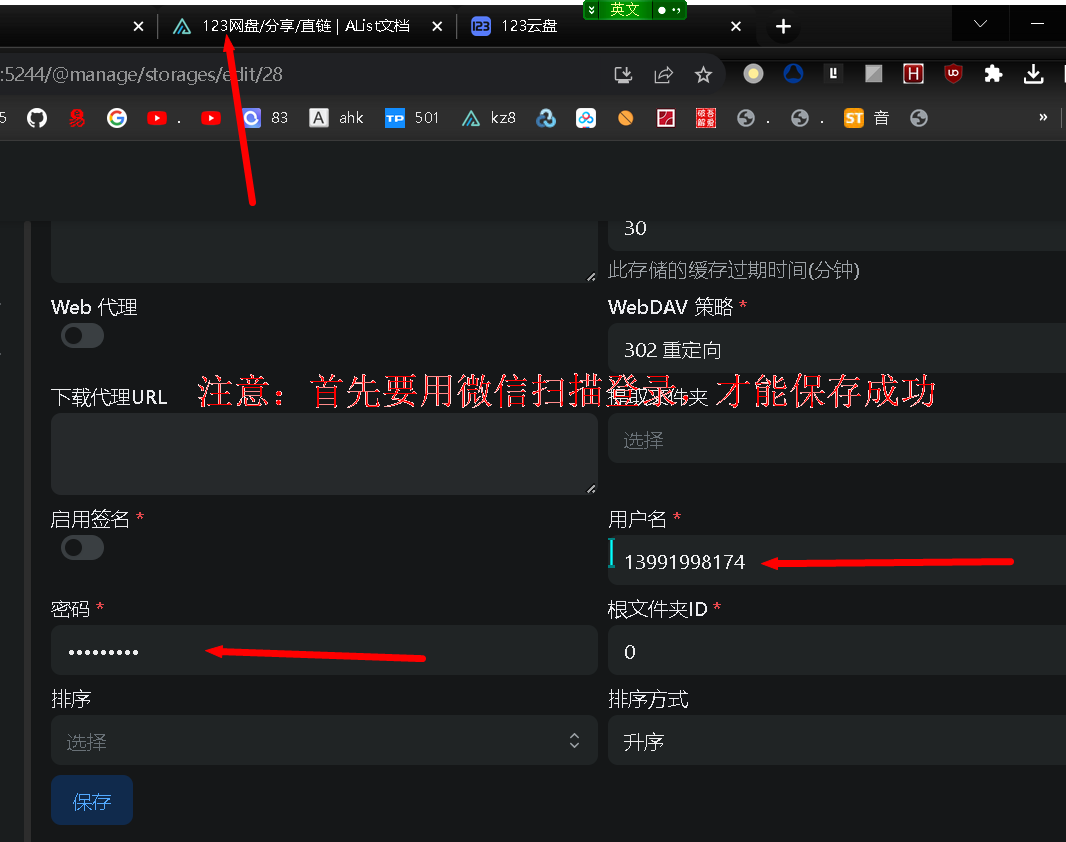 英文
123网盘/分享/直链 | AList文档
123云盘
:5244/@manage/storages/edit/28
83
ahk
TP 501
kz8
ST 音
»
30
此存储的缓存过期时间(分钟)
Web 代理
WebDAV 策略 *
302 重定向
下载代理URL
注意：首先要用微信扫描登录，才能保存成功
选择
启用签名 *
用户名 *
13991998174
密码 *
•••••••••
根文件夹ID *
0
排序
排序方式
选择
升序
保存